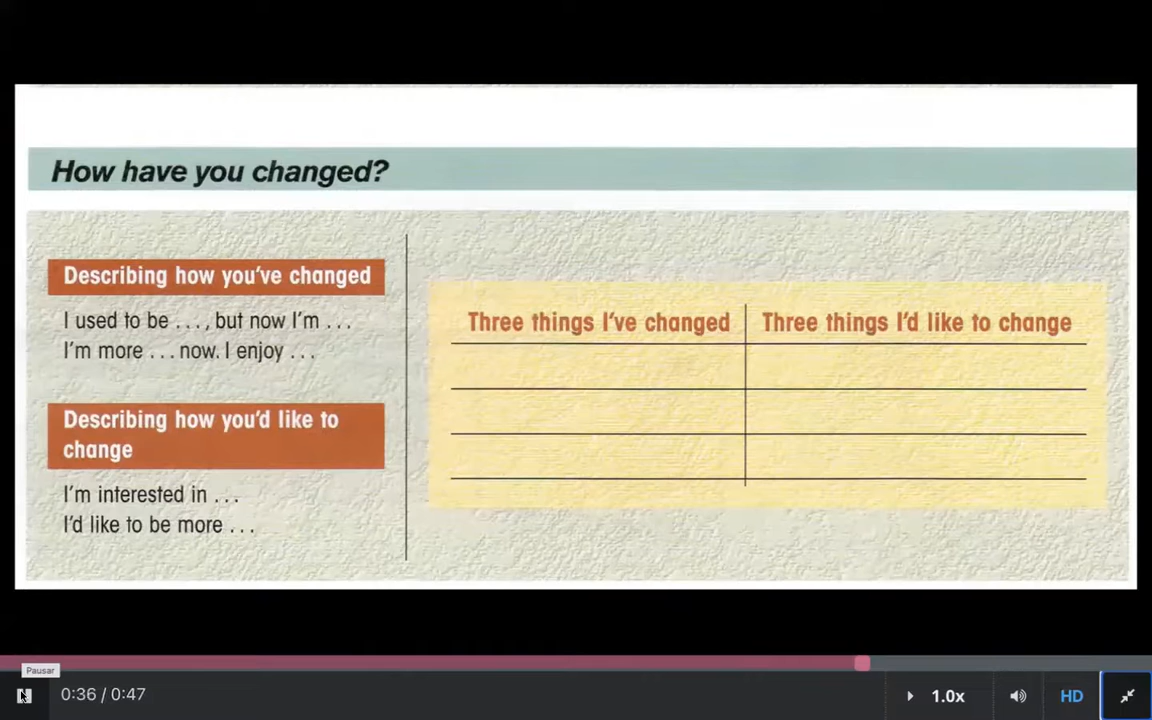 How have you changed?
Describing how you've changed
I used to be . . . , but now I'm . . .
I'm more . . . now. I enjoy . . .
Describing how you'd like to
change
I'm interested in . . .
I'd like to be more . . .
Three things I've changed
Three things I'd like to change
Pausar
0:36 / 0:47
1.0x
HD